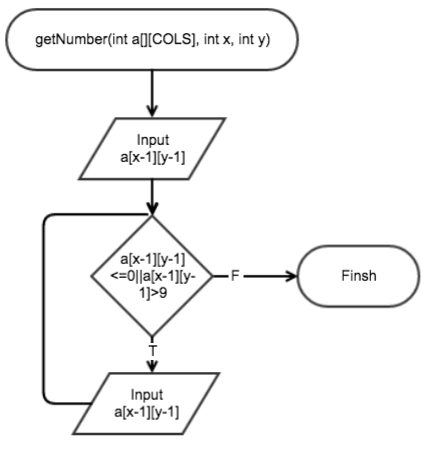 getNumber(int a[][COLS], int x, int y)
Input
a[x-1][y-1]
a[x-1][y-1]
<=0||a[x-1][y-
1]>9
F
Finsh
T
Input
a[x-1][y-1]